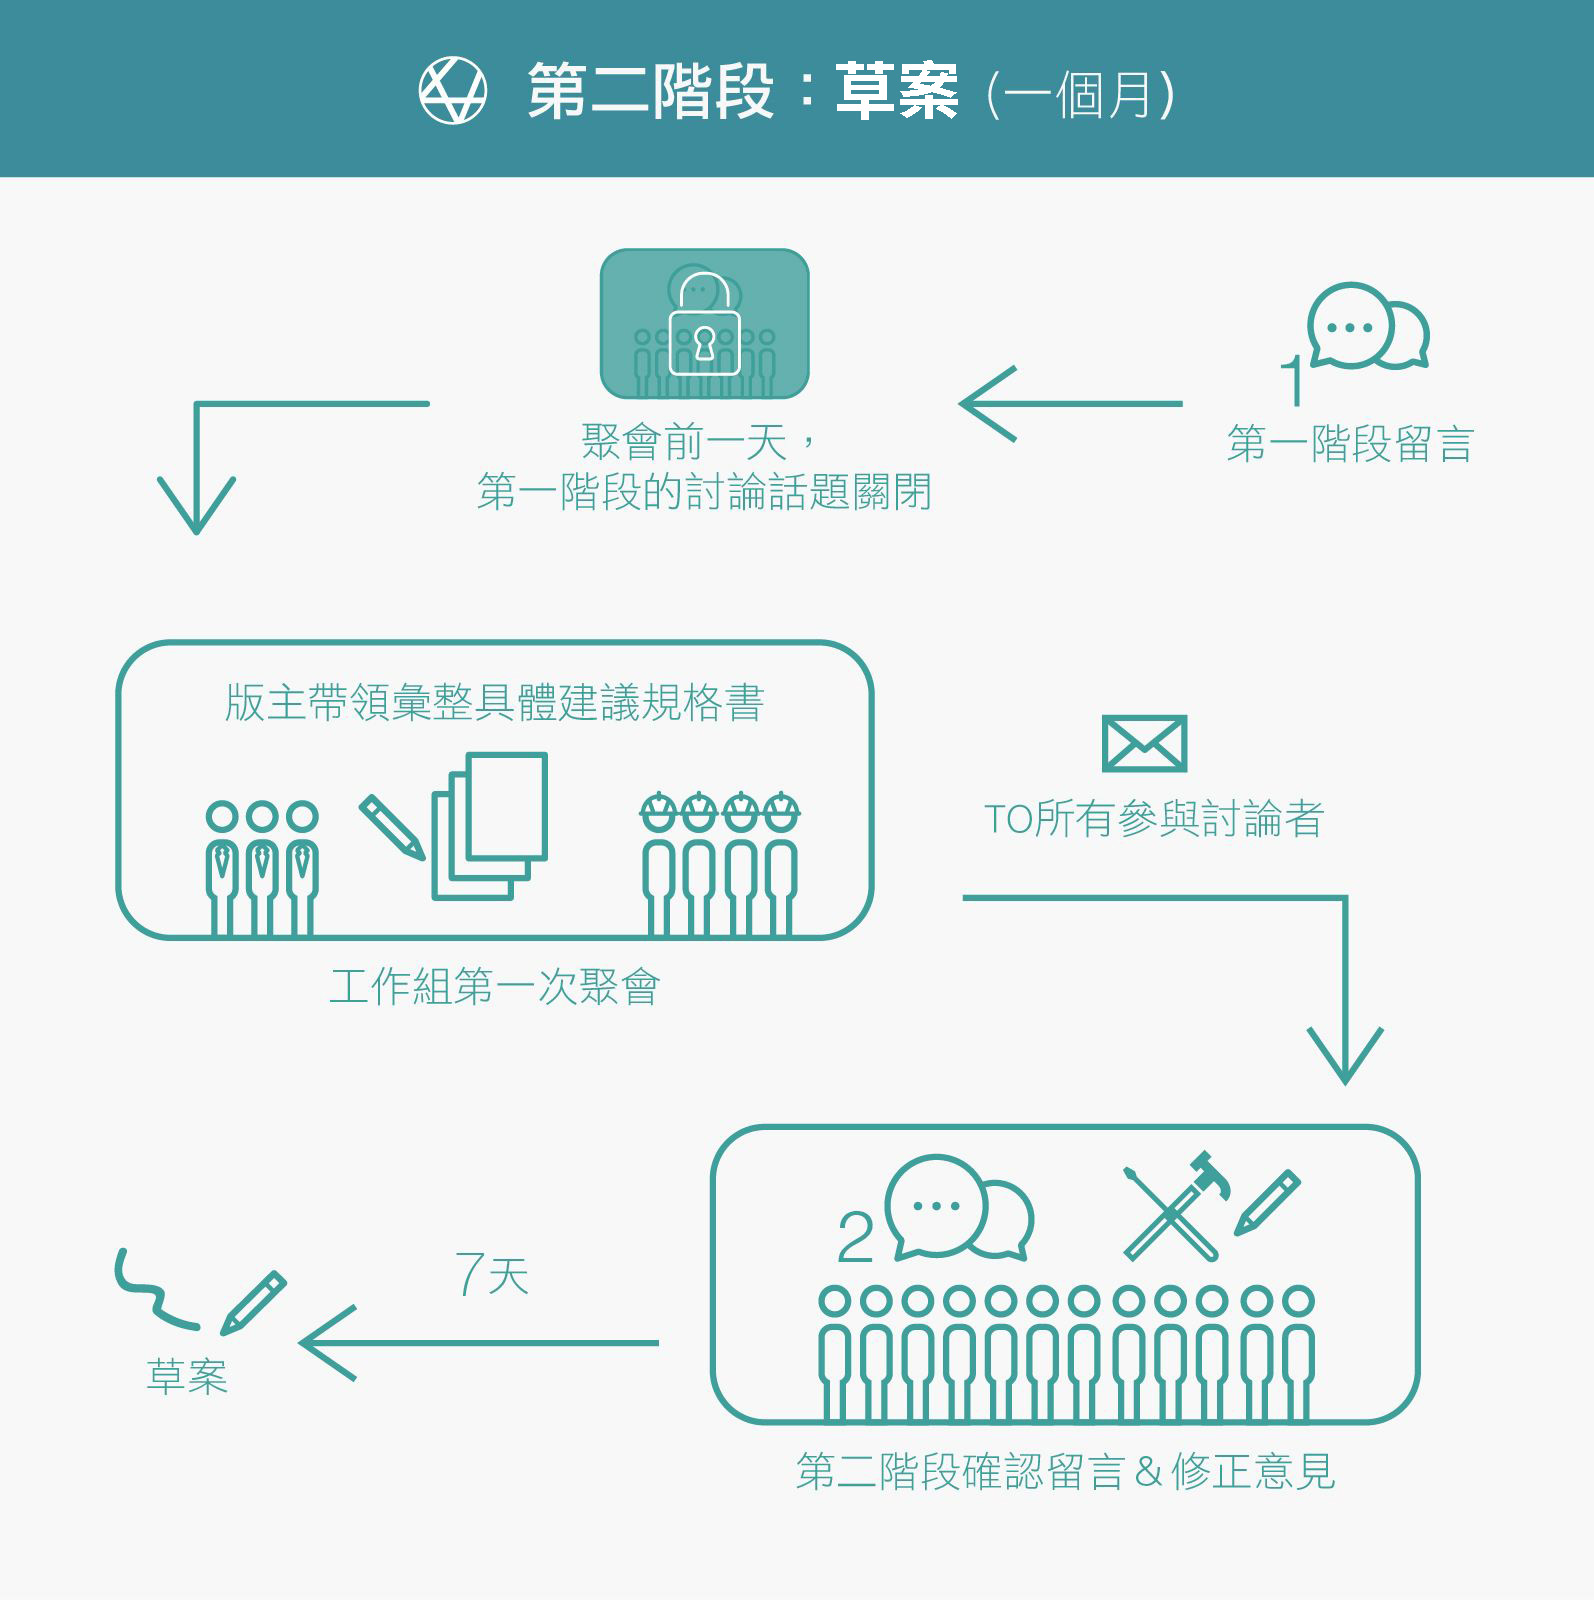 第二階段：草案 (一個月)
1
第一階段留言
聚會前一天，
第一階段的討論話題關閉
版主帶領彙整具體建議規格書
工作組第一次聚會
TO所有參與討論者
2
第二階段確認留言 & 修正意見
7天
草案